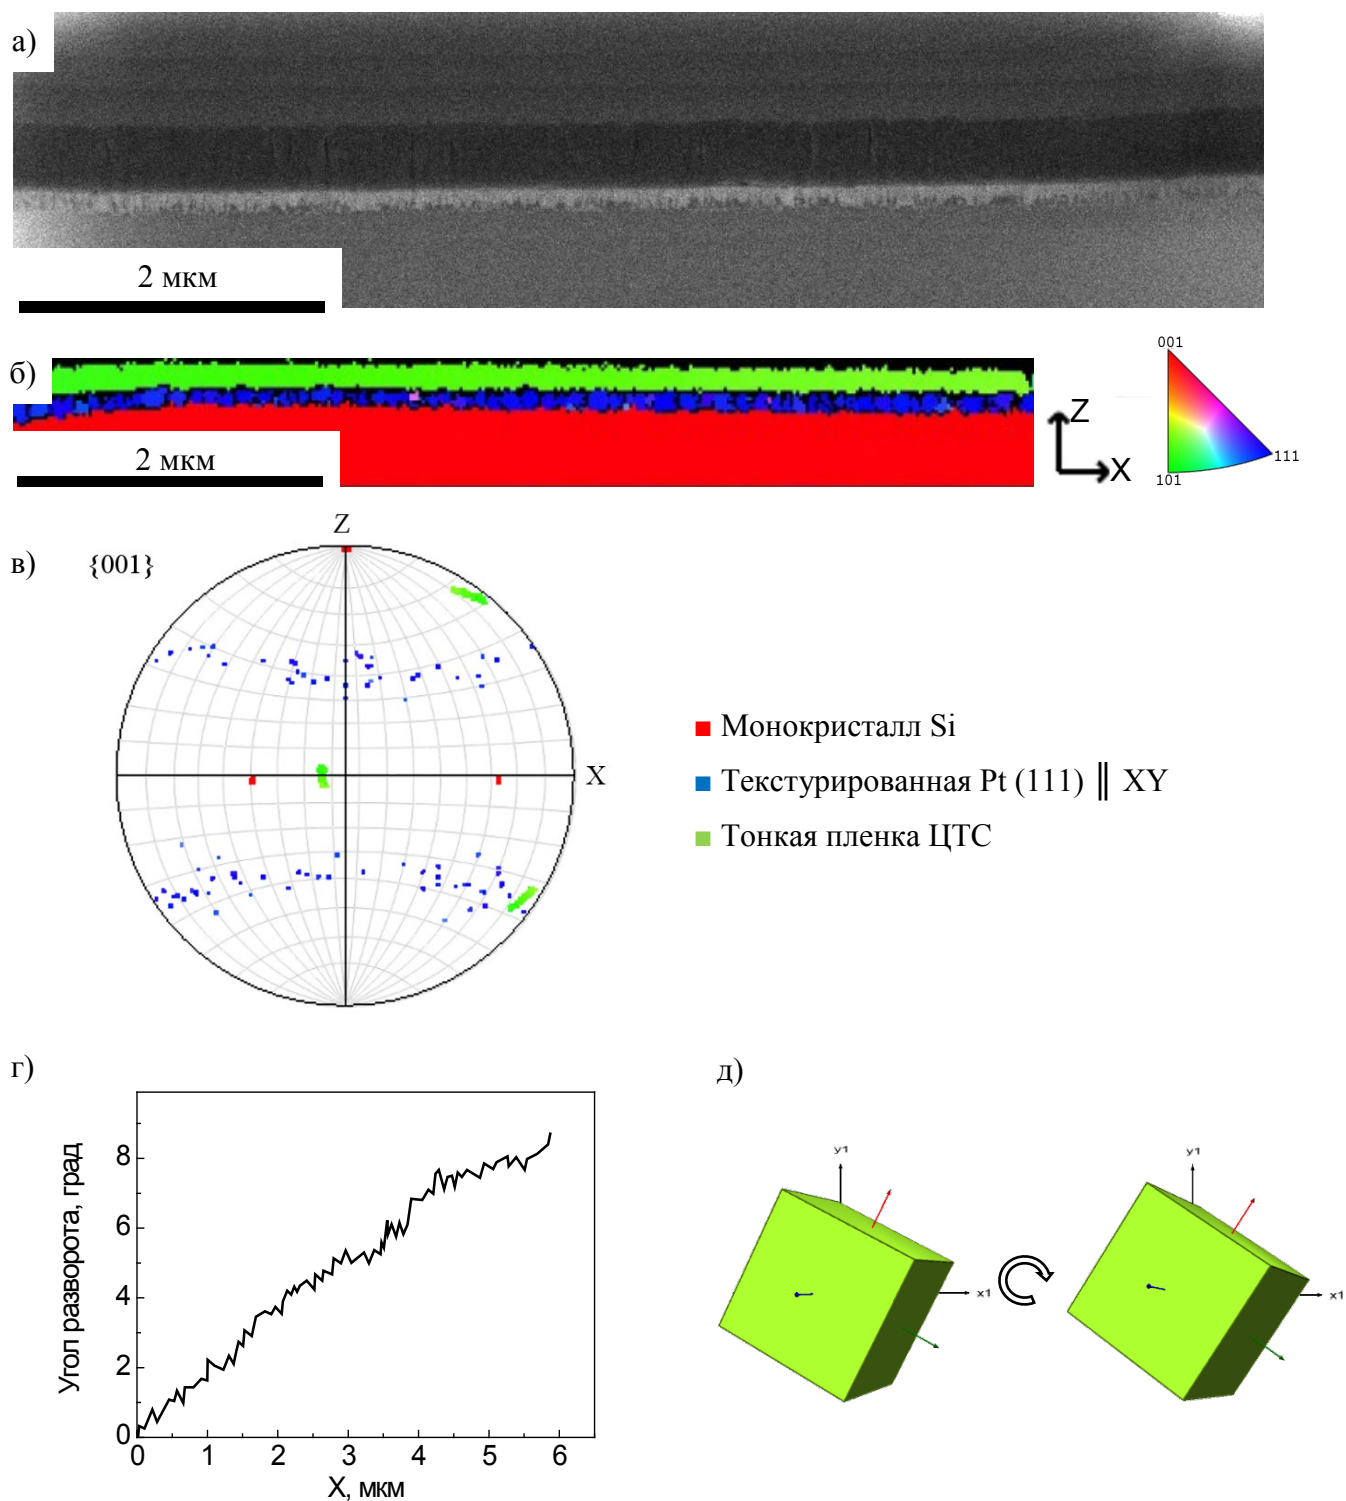 а)
2 мкм
б)
2 мкм
Z
X
001
101
111
в)
{001}
Z
X
Монокристалл Si
Текстурированная Pt (111) ∥ XY
Тонкая пленка ЦТС
г)
Угол разворота, град
8
6
4
2
0
0 1 2 3 4 5 6
X, мкм
д)
y1
x1
y1
x1